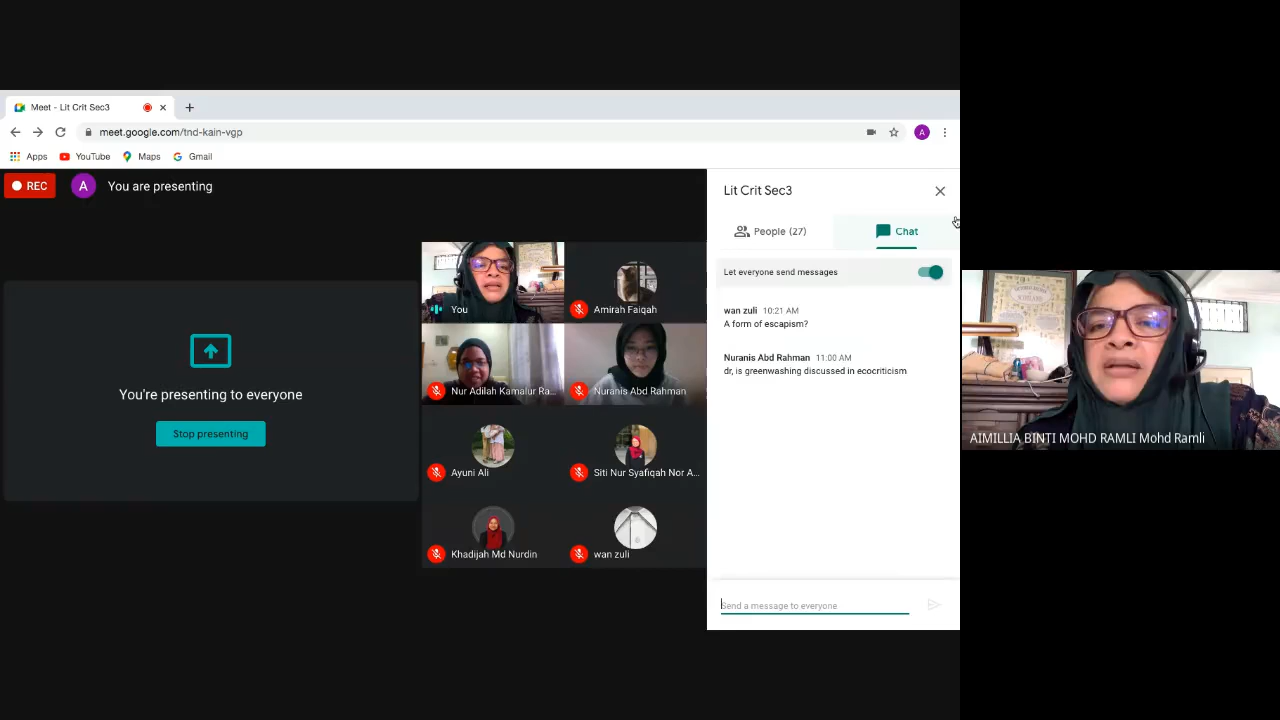 Meet - Lit Crit Sec3
meet.google.com/tnd-kain-vgp
A
Apps YouTube Maps Gmail
REC
A
You are presenting
Lit Crit Sec3
People (27)
Chat
Let everyone send messages
wan zuli 10:21 AM
A form of escapism?
Nuranis Abd Rahman 11:00 AM
dr, is greenwashing discussed in ecocriticism
Send a message to everyone
You're presenting to everyone
Stop presenting
You
Amirah Faiqah
Nur Adilah Kamalur Ra...
Nuranis Abd Rahman
Ayuni Ali
Siti Nur Syafiqah Nor A...
Khadijah Md Nurdin
wan zuli
AIMILLIA BINTI MOHD RAMLI Mohd Ramli